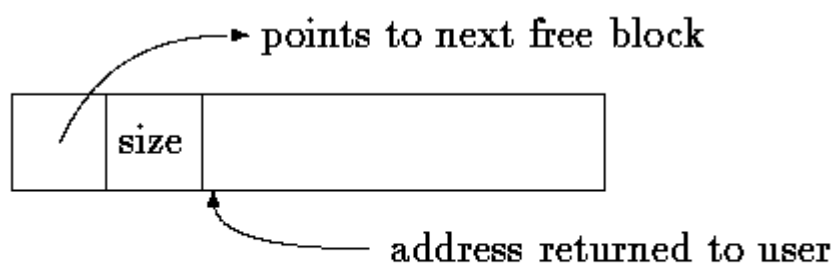 points to next free block
size
address returned to user